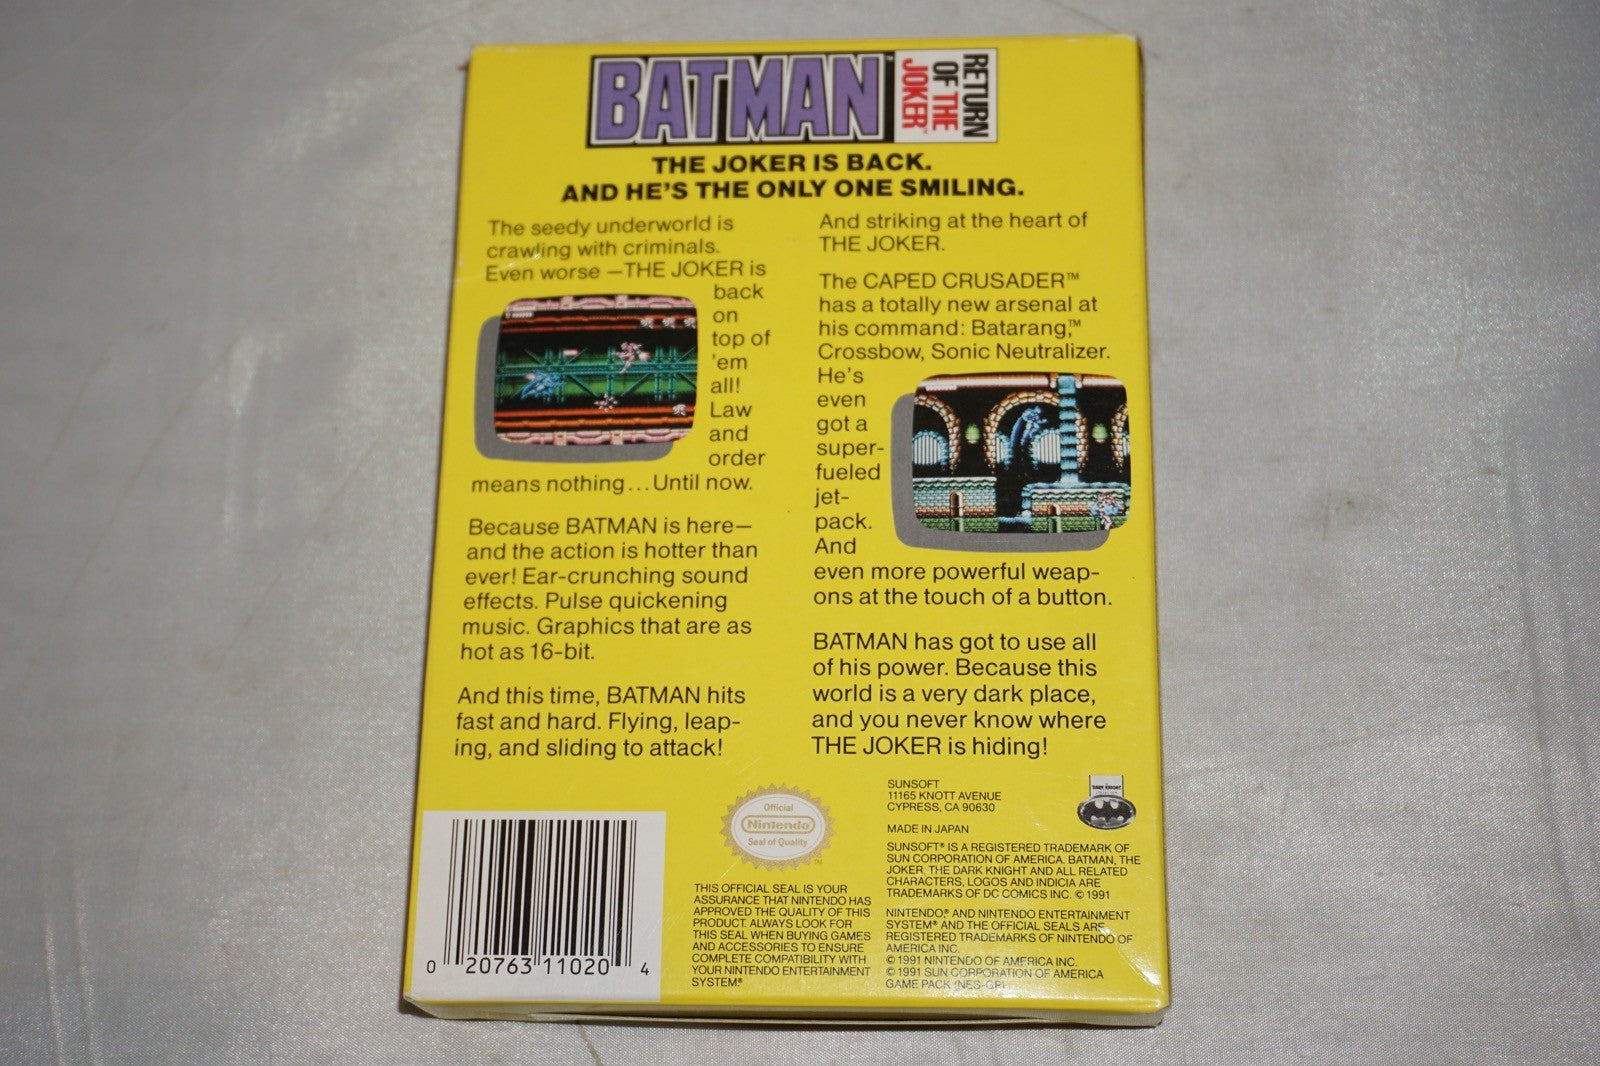 BATMAN™
RETURN
OF THE
JOKER™
THE JOKER IS BACK.
AND HE'S THE ONLY ONE SMILING.
The seedy underworld is
crawling with criminals.
Even worse —THE JOKER is
back
on
top of
'em
all!
Law
and
order
means nothing...Until now.
Because BATMAN is here—
and the action is hotter than
ever! Ear-crunching sound
effects. Pulse quickening
music. Graphics that are as
hot as 16-bit.
And this time, BATMAN hits
fast and hard. Flying, leap-
ing, and sliding to attack!
And striking at the heart of
THE JOKER.
The CAPED CRUSADER™
has a totally new arsenal at
his command: Batarang,™
Crossbow, Sonic Neutralizer.
He's
even
got a
super-
fueled
jet-
pack.
And
even more powerful weap-
ons at the touch of a button.
BATMAN has got to use all
of his power. Because this
world is a very dark place,
and you never know where
THE JOKER is hiding!
0 20763 11020 4
Official
Nintendo
Seal of Quality
TM
THIS OFFICIAL SEAL IS YOUR
ASSURANCE THAT NINTENDO HAS
APPROVED THE QUALITY OF THIS
PRODUCT. ALWAYS LOOK FOR
THIS SEAL WHEN BUYING GAMES
AND ACCESSORIES TO ENSURE
COMPLETE COMPATIBILITY WITH
YOUR NINTENDO ENTERTAINMENT
SYSTEM.®
SUNSOFT
11165 KNOTT AVENUE
CYPRESS, CA 90630
DARK KNIGHT
MADE IN JAPAN
SUNSOFT® IS A REGISTERED TRADEMARK OF
SUN CORPORATION OF AMERICA. BATMAN, THE
JOKER, THE DARK KNIGHT AND ALL RELATED
CHARACTERS, LOGOS AND INDICIA ARE
TRADEMARKS OF DC COMICS INC. © 1991
NINTENDO,® AND NINTENDO ENTERTAINMENT
SYSTEM® AND THE OFFICIAL SEALS ARE
REGISTERED TRADEMARKS OF NINTENDO OF
AMERICA INC.
© 1991 NINTENDO OF AMERICA INC.
© 1991 SUN CORPORATION OF AMERICA
GAME PACK (NES-GP)